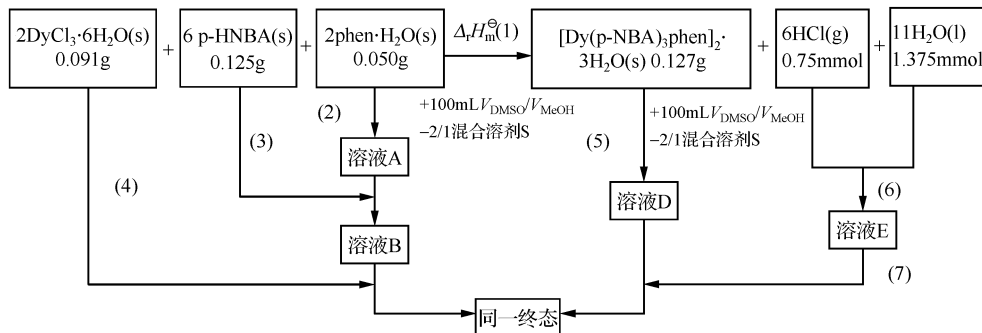 2DyCl₃·6H₂O(s) + 6 p-HNBA(s) + 2phen·H₂O(s) ΔᵣHₘ^⊖(1) [Dy(p-NBA)₃phen]₂· + 6HCl(g) + 11H₂O(l)
0.091g 0.125g 0.050g 3H₂O(s) 0.127g 0.75mmol 1.375mmol
(2) +100mL V_DMSO/V_MeOH
−2/1混合溶剂S
(5) +100mL V_DMSO/V_MeOH
−2/1混合溶剂S
(3)
溶液A
(4)
(6)
溶液D
溶液B
溶液E
(7)
同一终态